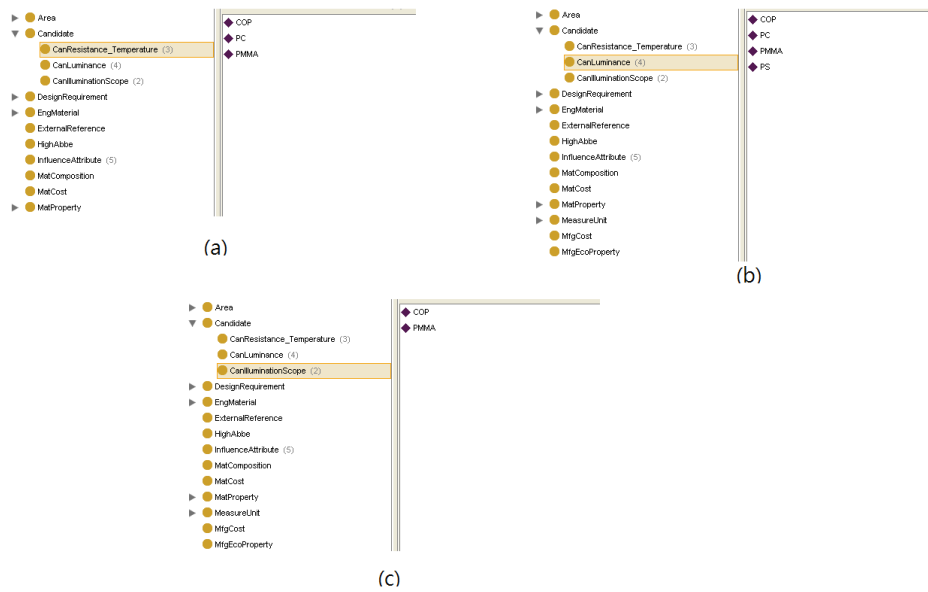 Area
Candidate
CanResistance_Temperature (3)
CanLuminance (4)
CanIlluminationScope (2)
DesignRequirement
EngMaterial
ExternalReference
HighAbbe
InfluenceAttribute (5)
MatComposition
MatCost
MatProperty
COP
PC
PMMA
(a)
Area
Candidate
CanResistance_Temperature (3)
CanLuminance (4)
CanIlluminationScope (2)
DesignRequirement
EngMaterial
ExternalReference
HighAbbe
InfluenceAttribute (5)
MatComposition
MatCost
MatProperty
MeasureUnit
MfgCost
MfgEcoProperty
COP
PC
PMMA
PS
(b)
Area
Candidate
CanResistance_Temperature (3)
CanLuminance (4)
CanIlluminationScope (2)
DesignRequirement
EngMaterial
ExternalReference
HighAbbe
InfluenceAttribute (5)
MatComposition
MatCost
MatProperty
MeasureUnit
MfgCost
MfgEcoProperty
COP
PMMA
(c)